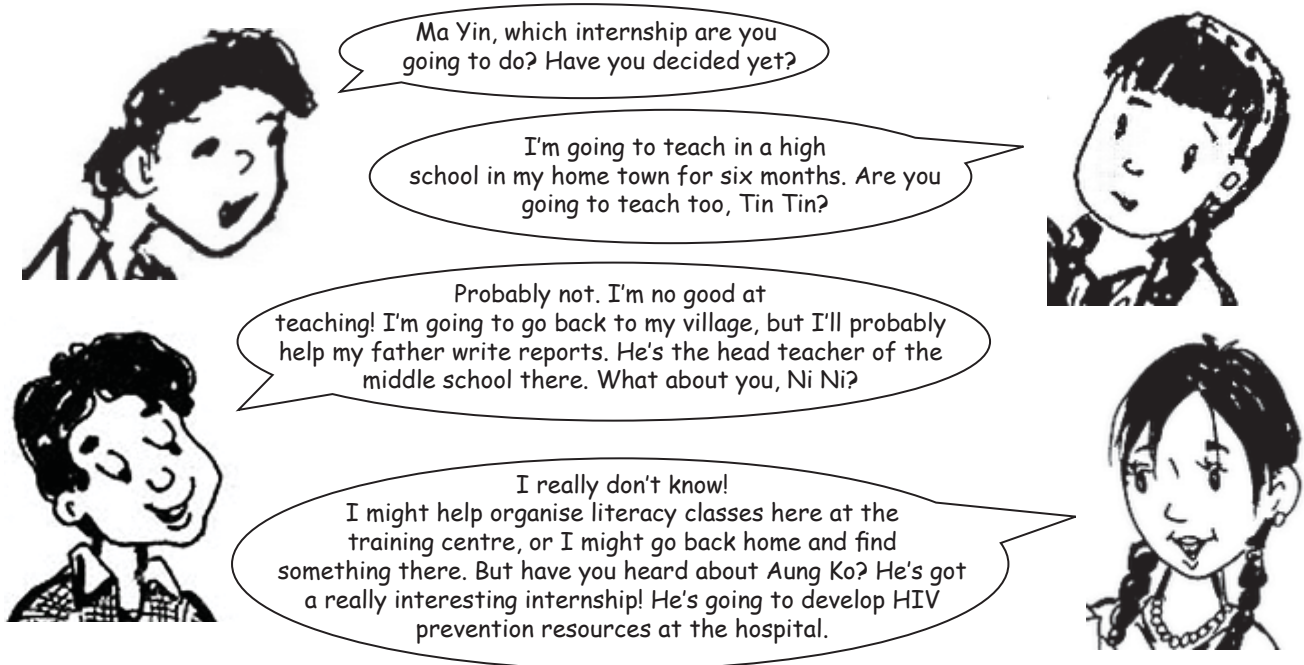 Ma Yin, which internship are you
going to do? Have you decided yet?
I'm going to teach in a high
school in my home town for six months. Are you
going to teach too, Tin Tin?
Probably not. I'm no good at
teaching! I'm going to go back to my village, but I'll probably
help my father write reports. He's the head teacher of the
middle school there. What about you, Ni Ni?
I really don't know!
I might help organise literacy classes here at the
training centre, or I might go back home and find
something there. But have you heard about Aung Ko? He's got
a really interesting internship! He's going to develop HIV
prevention resources at the hospital.